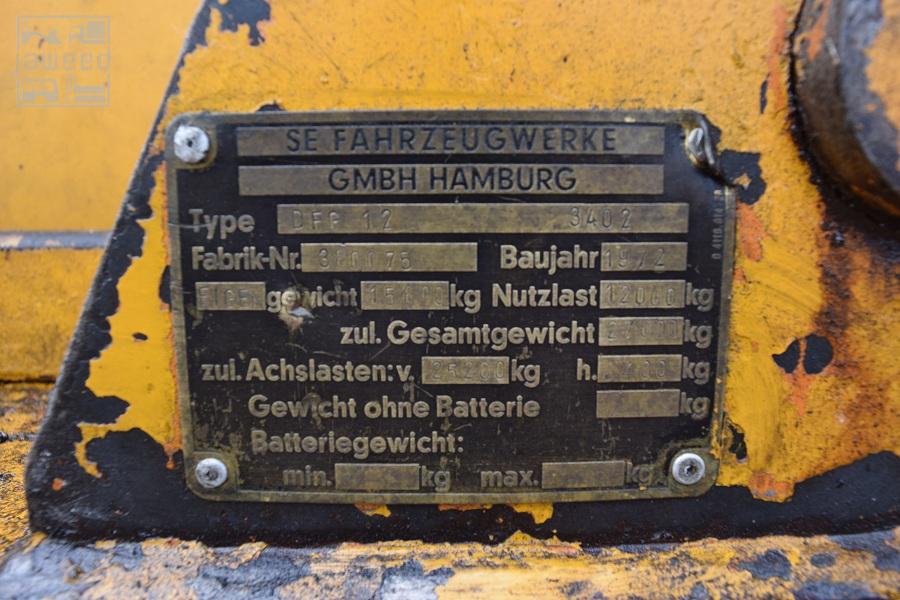 SE FAHRZEUGWERKE
GMBH HAMBURG
Type DFP 12 3402
Fabrik-Nr. Baujahr 1972
gewicht kg Nutzlast 12000 kg
zul. Gesamtgewicht kg
zul. Achslasten: v. 25200 kg h. kg
Gewicht ohne Batterie kg
Batteriegewicht:
min. kg max. kg